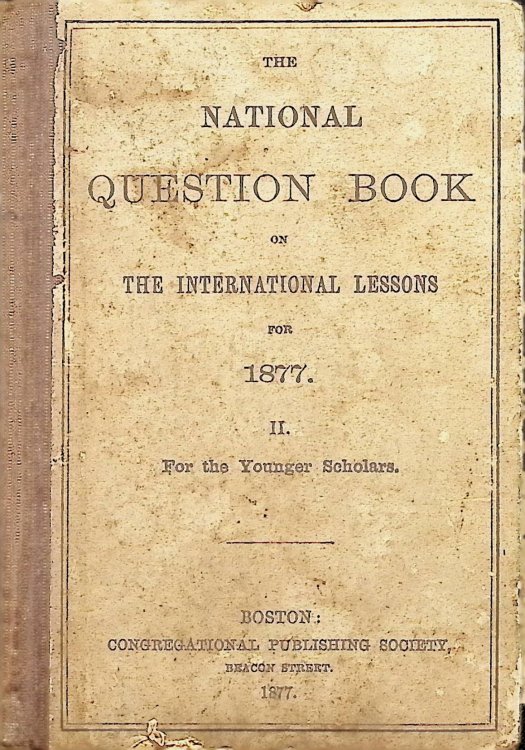 THE
NATIONAL
QUESTION BOOK
ON
THE INTERNATIONAL LESSONS
FOR
1877.
II.
For the Younger Scholars.
BOSTON:
CONGREGATIONAL PUBLISHING SOCIETY,
BEACON STREET.
1877.